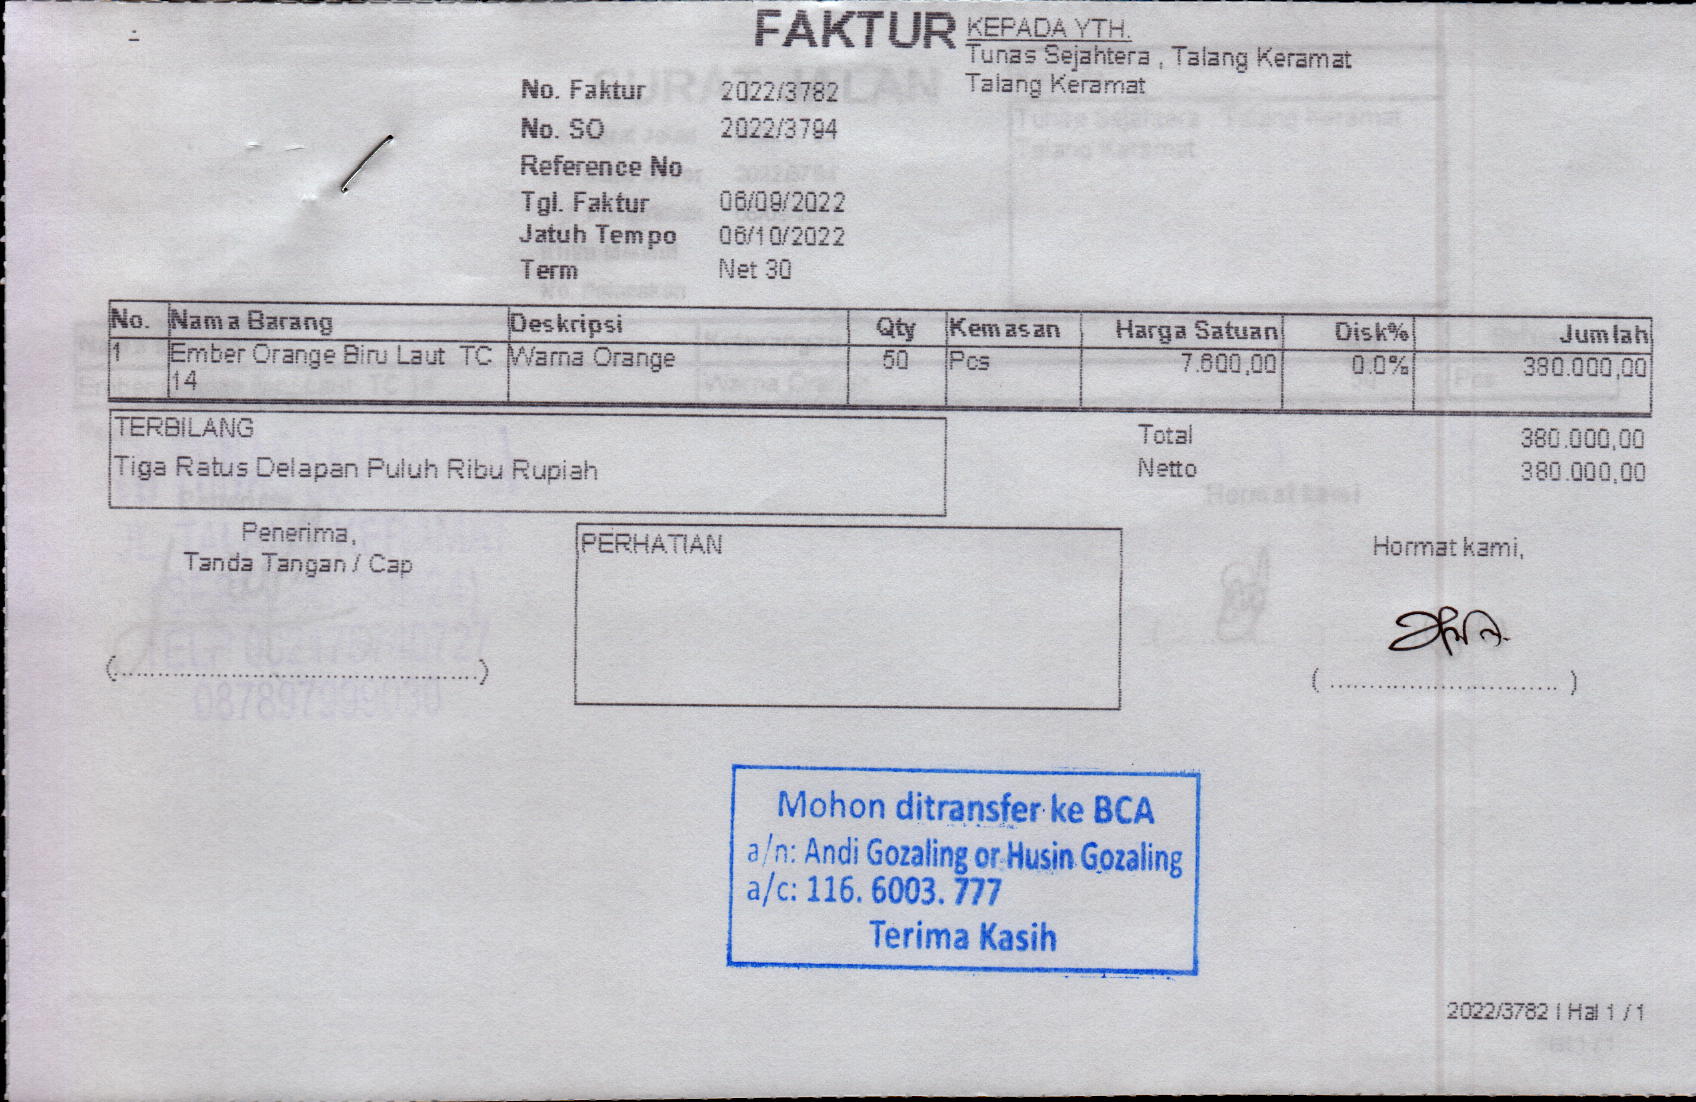 FAKTUR
KEPADA YTH.
Tunas Sejahtera , Talang Keramat
Talang Keramat
No. Faktur 2022/3782
No. SO 2022/3794
Reference No
Tgl. Faktur 06/09/2022
Jatuh Tempo 06/10/2022
Term Net 30
No. Nama Barang Deskripsi Qty Kemasan Harga Satuan Disk% Jumlah
1 Ember Orange Biru Laut TC Warna Orange 50 Pcs 7.600,00 0.0% 380.000,00
14
TERBILANG
Tiga Ratus Delapan Puluh Ribu Rupiah
Total 380.000,00
Netto 380.000,00
Penerima,
Tanda Tangan / Cap
PERHATIAN
Hormat kami,
(................................................)
( ............................. )
Mohon ditransfer ke BCA
a/n: Andi Gozaling or Husin Gozaling
a/c: 116. 6003. 777
Terima Kasih
2022/3782 | Hal 1 / 1